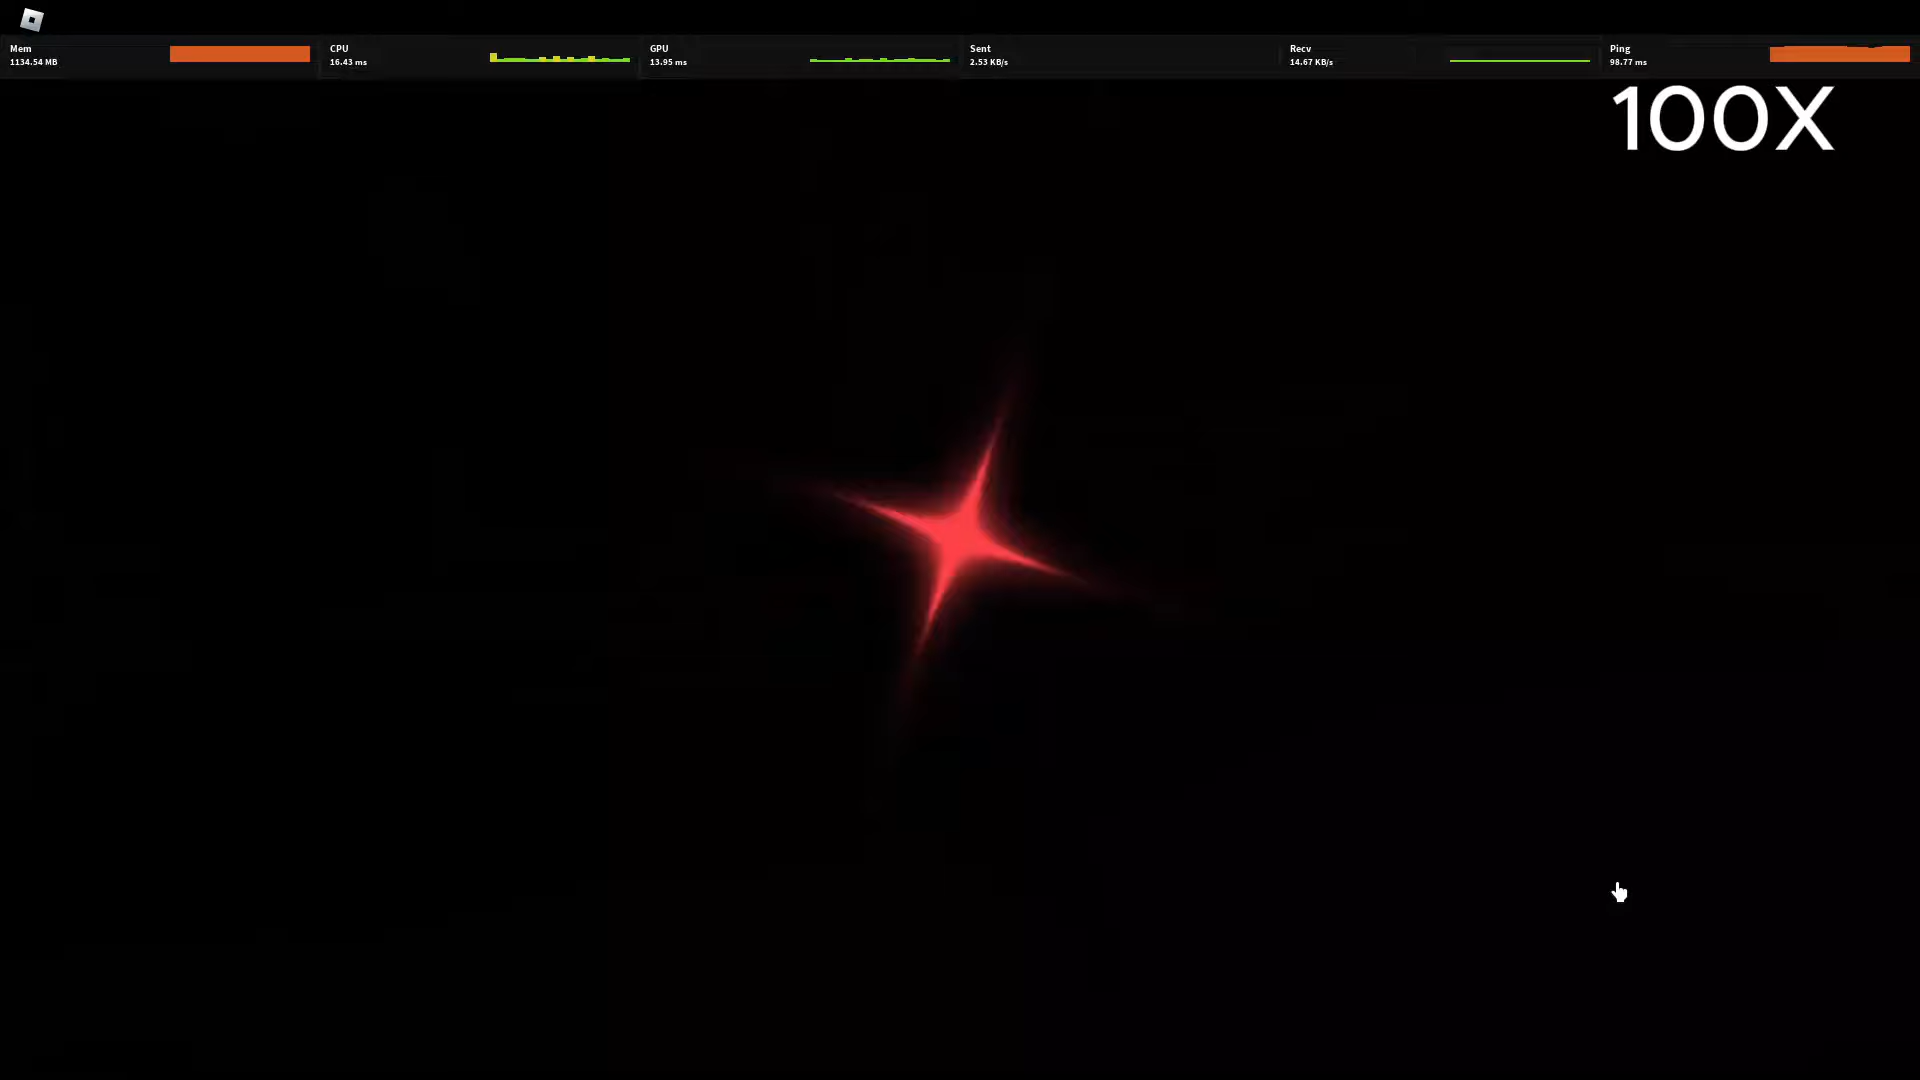 Mem
1134.54 MB
CPU
16.43 ms
GPU
13.95 ms
Sent
2.53 KB/s
Recv
14.67 KB/s
Ping
98.77 ms
100X